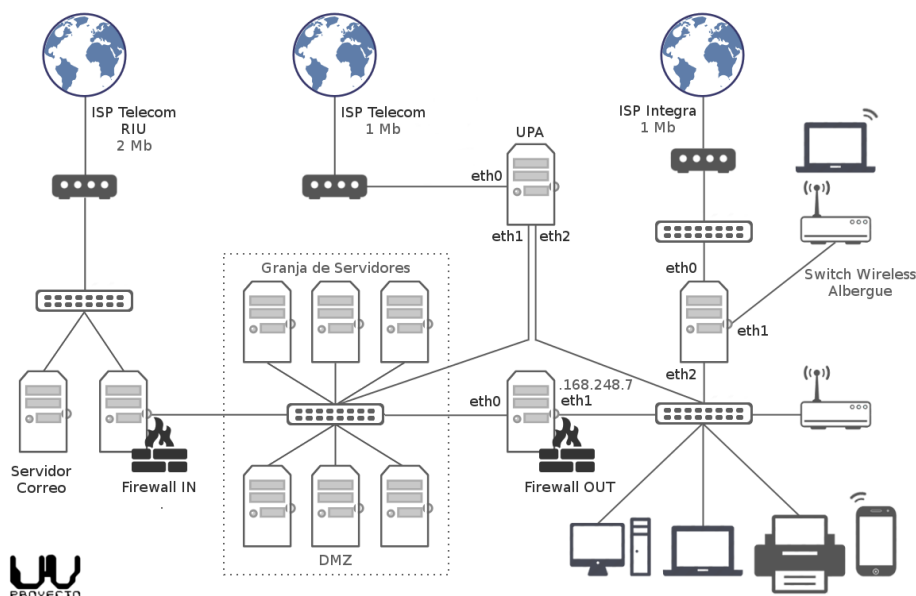 ISP Telecom
RIU
2 Mb
ISP Telecom
1 Mb
ISP Integra
1 Mb
UPA
eth0
eth1
eth2
Granja de Servidores
eth0
Switch Wireless
Albergue
eth1
eth2
.168.248.7
eth0
eth1
Servidor
Correo
Firewall IN
.
Firewall OUT
DMZ
UU
PROYECTO